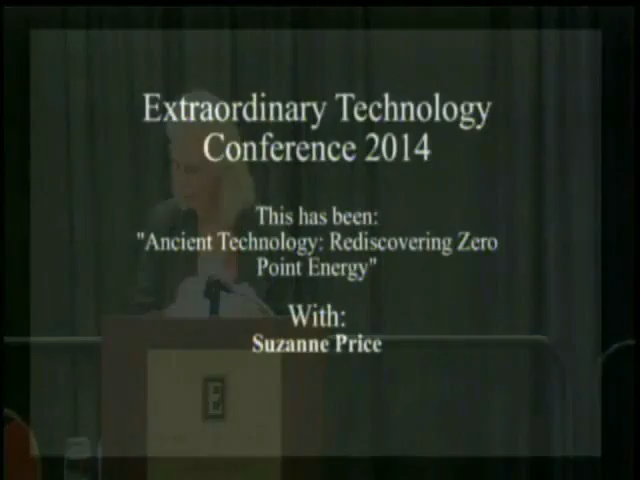 Extraordinary Technology
Conference 2014
This has been:
"Ancient Technology: Rediscovering Zero
Point Energy"
With:
Suzanne Price
E